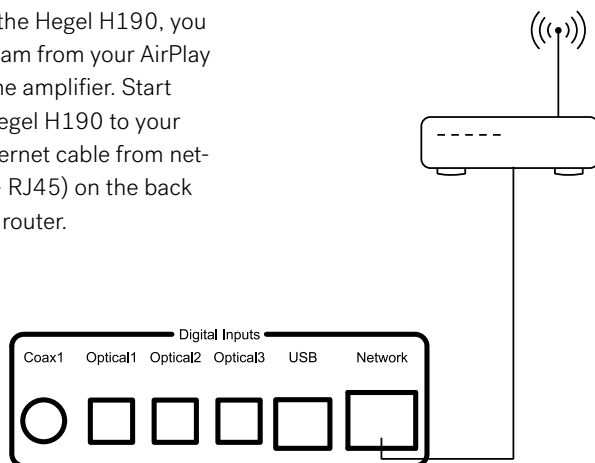 the Hegel H190, you
am from your AirPlay
ne amplifier. Start
egel H190 to your
ernet cable from net-
RJ45) on the back
router.
Digital Inputs
Coax1 Optical1 Optical2 Optical3 USB Network